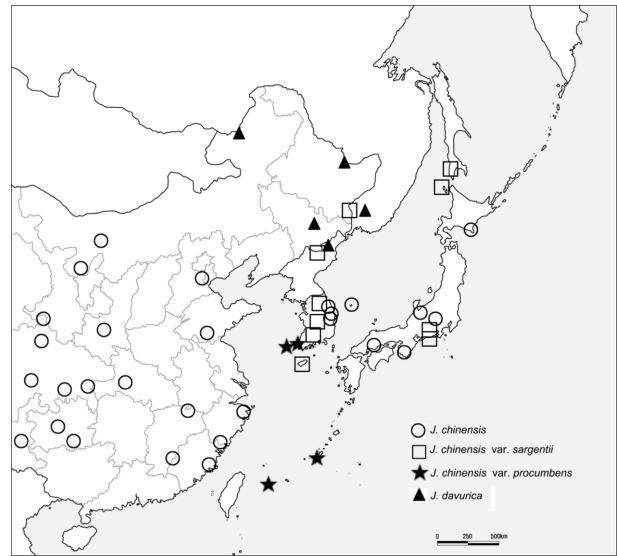 J. chinensis
J. chinensis var. sargentii
J. chinensis var. procumbens
J. davurica
0 250 500km